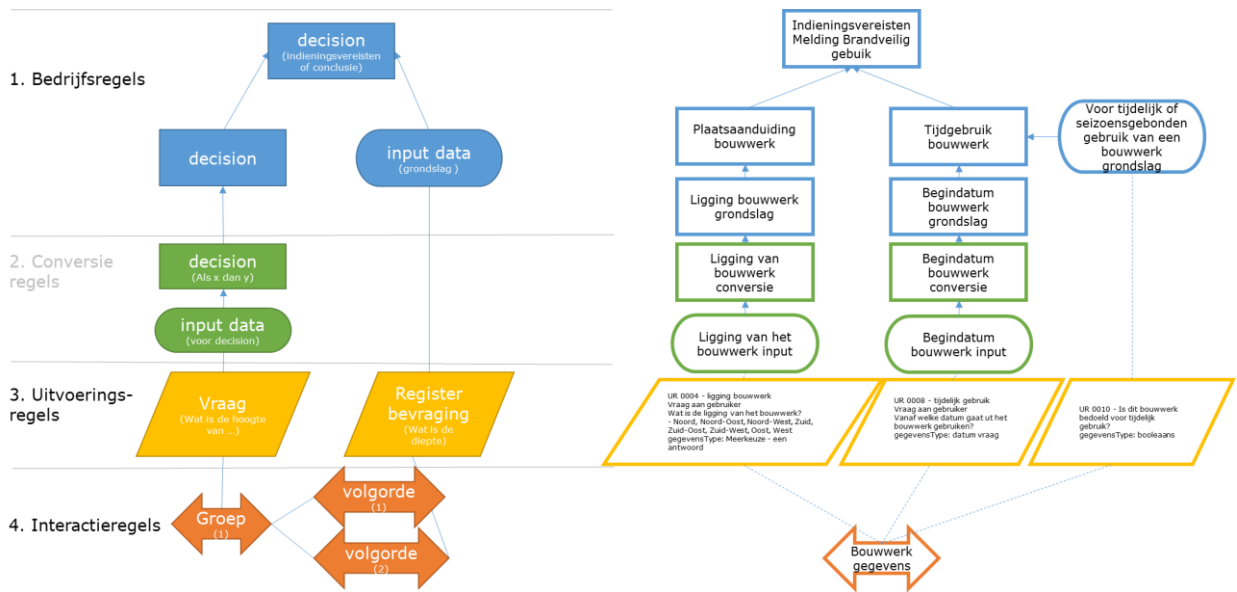 1. Bedrijfsregels
decision
(indieningsvereisten
of conclusie)
decision
input data
(grondslag )
2. Conversie
regels
decision
(Als x dan y)
input data
(voor decision)
3. Uitvoerings-
regels
Vraag
(Wat is de hoogte
van ...)
Register
bevraging
(Wat is de
diepte)
4. Interactieregels
Groep
(1)
volgorde
(1)
volgorde
(2)
Indieningsvereisten
Melding Brandveilig
gebuik
Plaatsaanduiding
bouwwerk
Tijdgebruik
bouwwerk
Voor tijdelijk of
seizoensgebonden
gebruik van een
bouwwerk
grondslag
Ligging bouwwerk
grondslag
Begindatum
bouwwerk
grondslag
Ligging van
bouwwerk
conversie
Begindatum
bouwwerk
conversie
Ligging van het
bouwwerk input
Begindatum
bouwwerk input
UR 0004 - ligging bouwwerk
Vraag aan gebruiker
Wat is de ligging van het bouwwerk?
- Noord, Noord-Oost, Noord-West, Zuid,
Zuid-Oost, Zuid-West, Oost, West
gegevensType: Meerkeuze - een
antwoord
UR 0008 - tijdelijk gebruik
Vraag aan gebruiker
Vanaf welke datum gaat ut het
bouwwerk gebruiken?
gegevensType: datum vraag
UR 0010 - Is dit bouwwerk
bedoeld voor tijdelijk
gebruik?
gegevensType: booleaans
Bouwwerk
gegevens